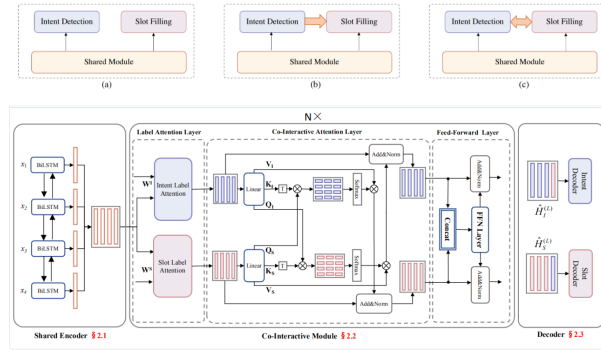 Intent Detection
Slot Filling
Shared Module
(a)
Intent Detection
Slot Filling
Shared Module
(b)
Intent Detection
Slot Filling
Shared Module
(c)
N×
Label Attention Layer
Co-Interactive Attention Layer
Feed-Forward Layer
x1
BiLSTM
x2
BiLSTM
x3
BiLSTM
x4
BiLSTM
W^I
Intent Label
Attention
W^S
Slot Label
Attention
Linear
V_I
K_I
Q_I
T
Softmax
Add&Norm
Linear
Q_S
K_S
V_S
T
Softmax
Add&Norm
Concat
FFN Layer
Add&Norm
Add&Norm
Ĥ_I^(L)
Intent
Decoder
Ĥ_S^(L)
Slot
Decoder
Shared Encoder § 2.1
Co-Interactive Module § 2.2
Decoder § 2.3